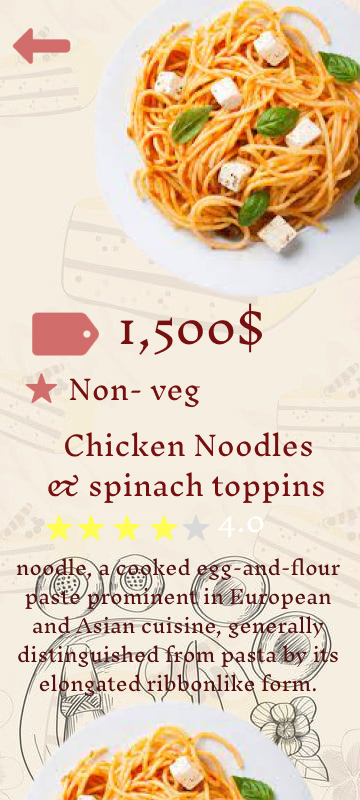 1,500$
Non- veg
Chicken Noodles
& spinach toppins
4.0
noodle, a cooked egg-and-flour
paste prominent in European
and Asian cuisine, generally
distinguished from pasta by its
elongated ribbonlike form.